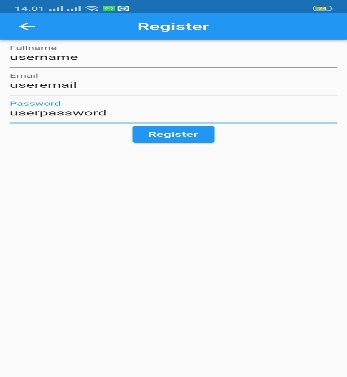 14.01
Register
Fullname
username
Email
useremail
Password
userpassword
Register